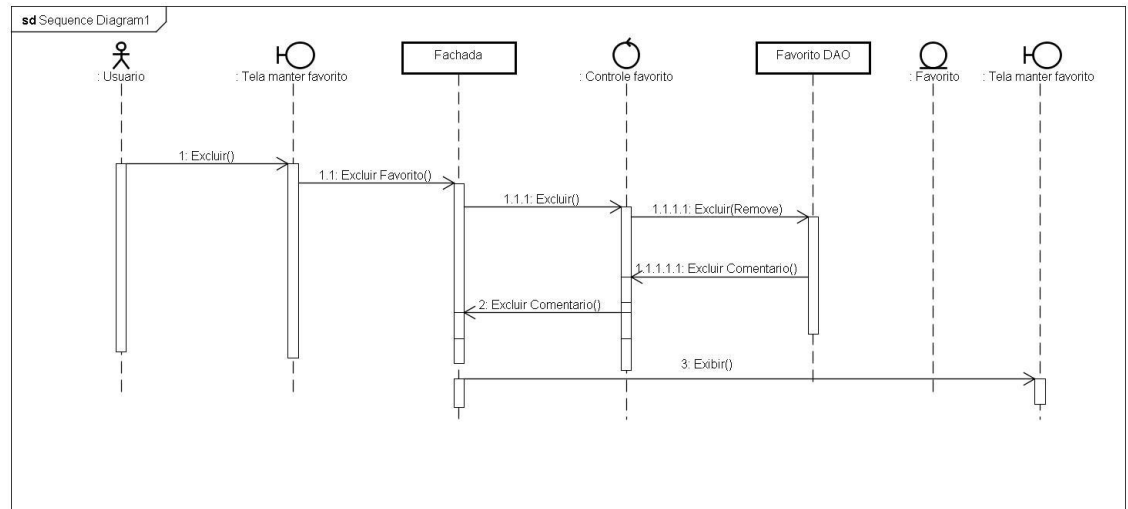 sd Sequence Diagram1
: Usuario
: Tela manter favorito
Fachada
: Controle favorito
Favorito DAO
: Favorito
: Tela manter favorito
1: Excluir()
1.1: Excluir Favorito()
1.1.1: Excluir()
1.1.1.1: Excluir(Remove)
1.1.1.1.1: Excluir Comentario()
2: Excluir Comentario()
3: Exibir()